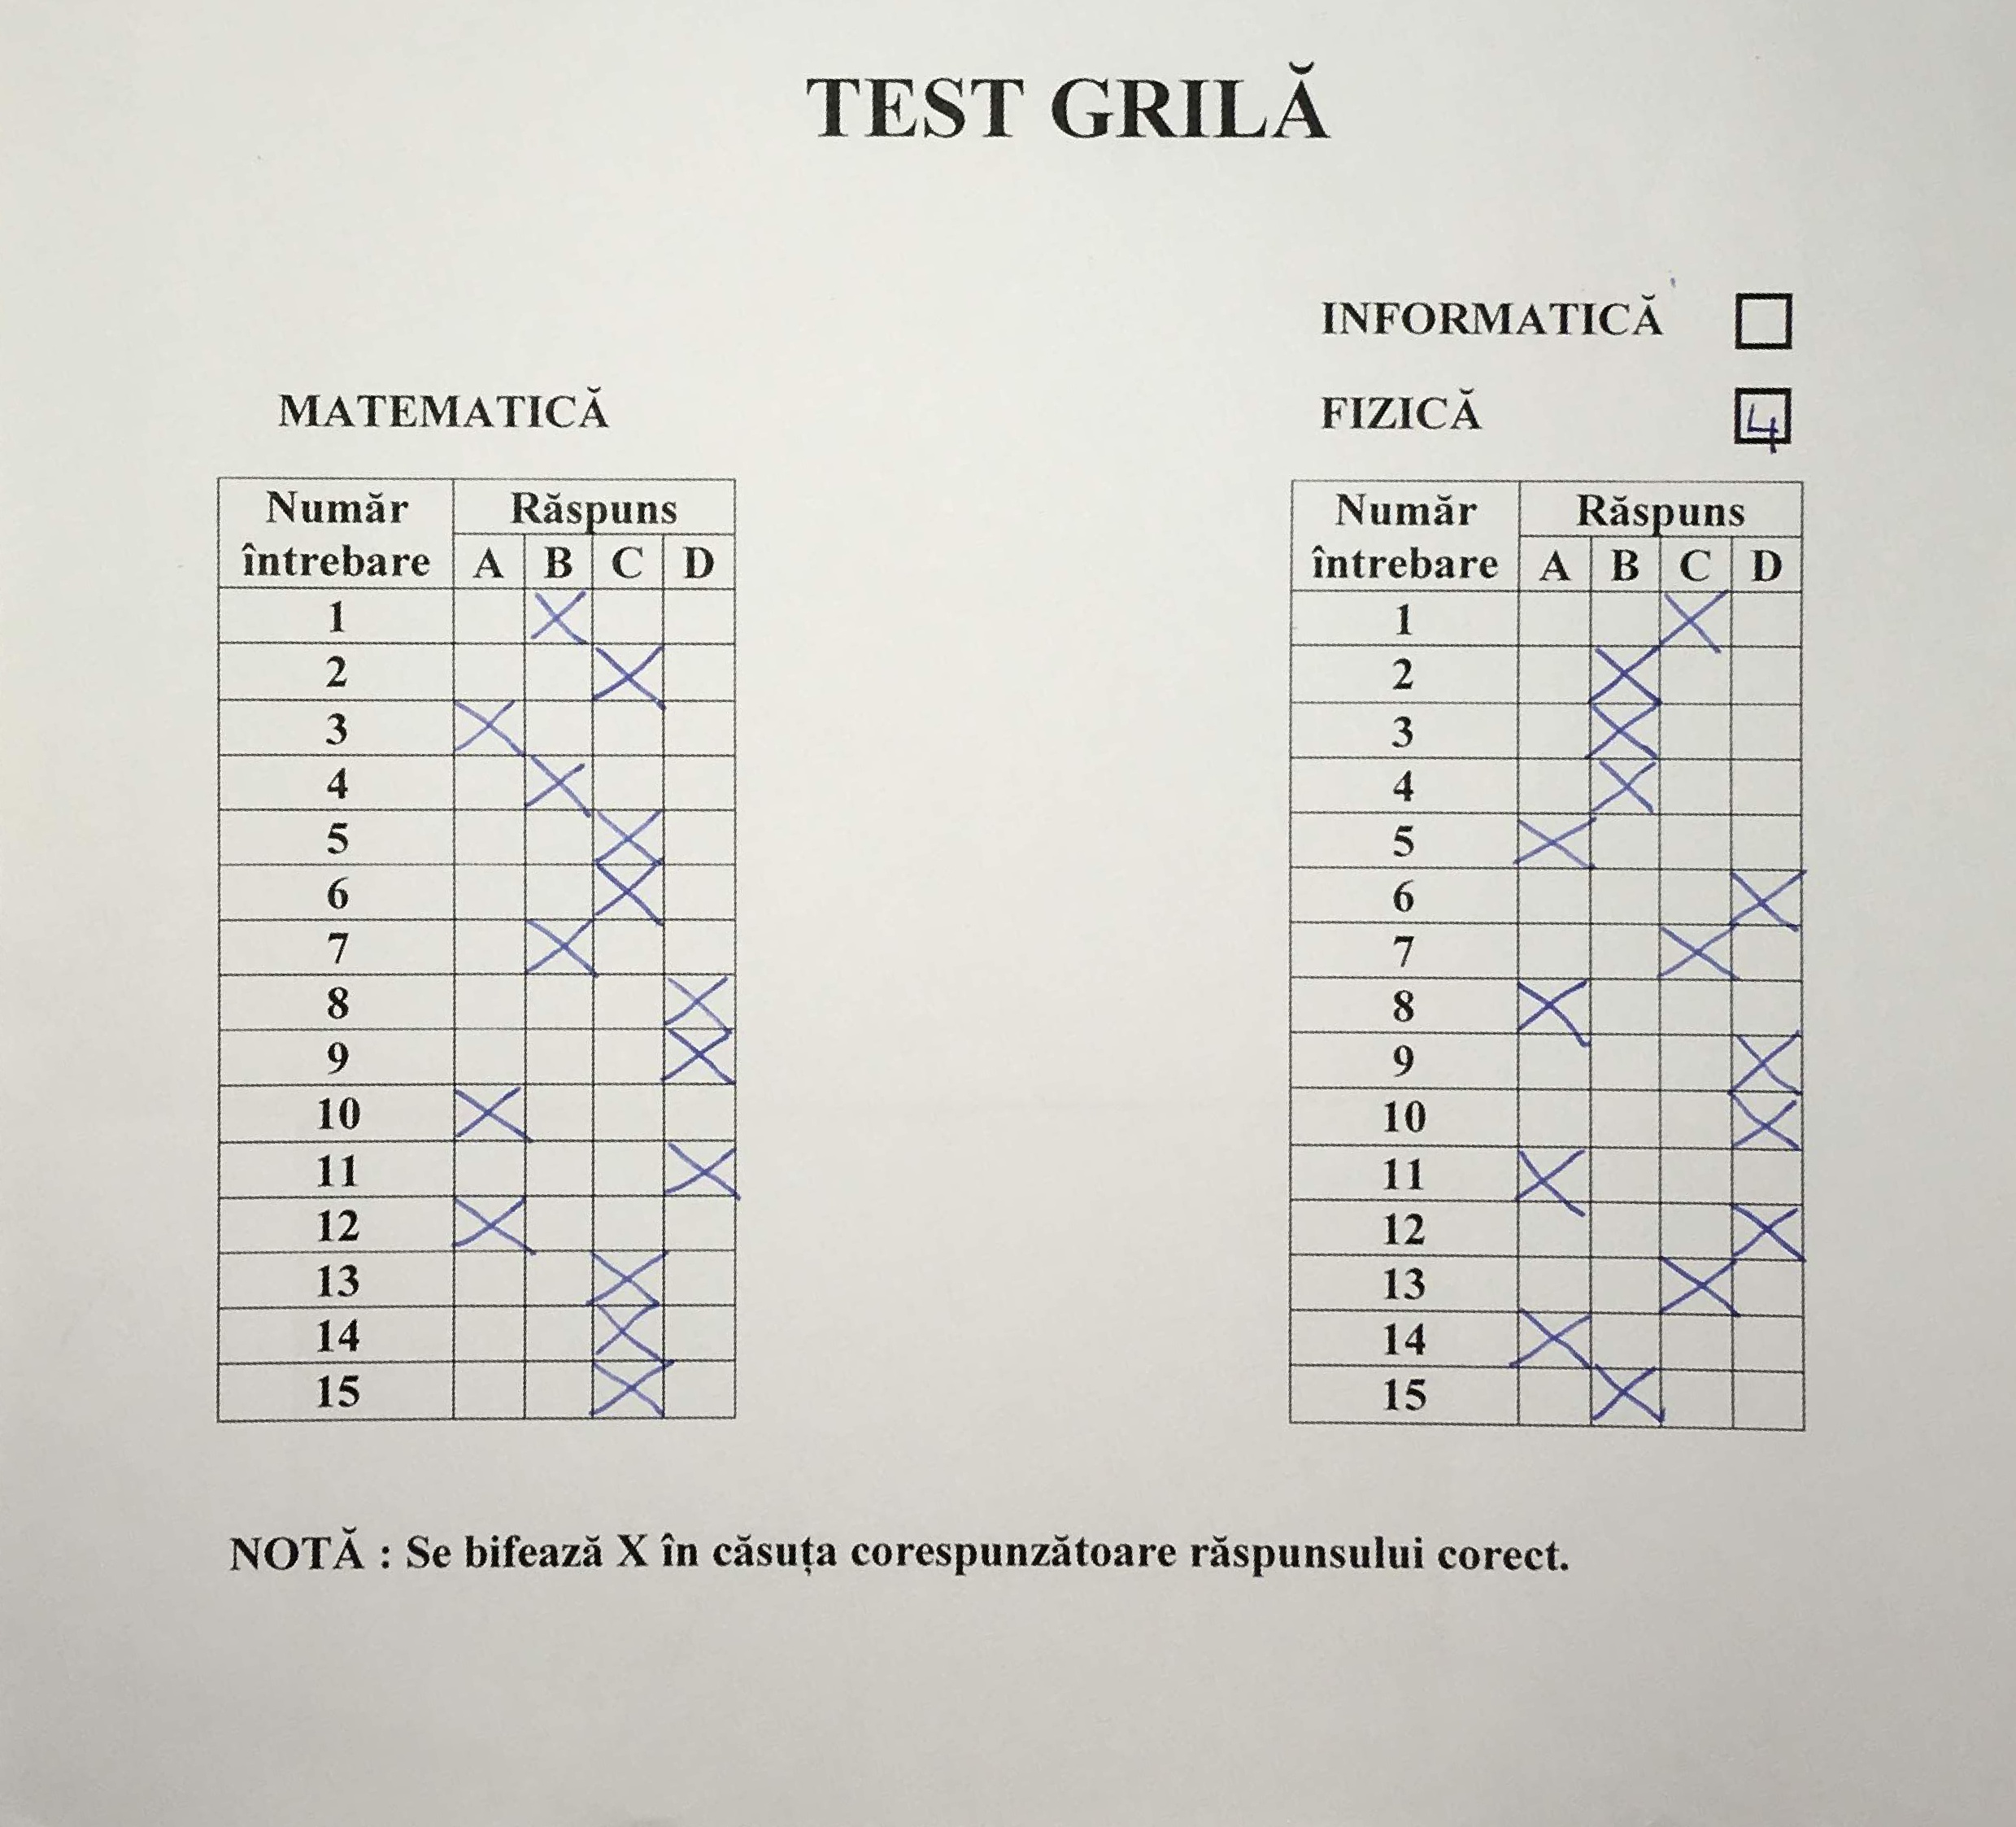 TEST GRILĂ
INFORMATICĂ
MATEMATICĂ
FIZICĂ 4
Număr Răspuns
întrebare A B C D
1 X
2 X
3 X
4 X
5 X
6 X
7 X
8 X
9 X
10 X
11 X
12 X
13 X
14 X
15 X
Număr Răspuns
întrebare A B C D
1 X
2 X
3 X
4 X
5 X
6 X
7 X
8 X
9 X
10 X
11 X
12 X
13 X
14 X
15 X
NOTĂ : Se bifează X în căsuța corespunzătoare răspunsului corect.